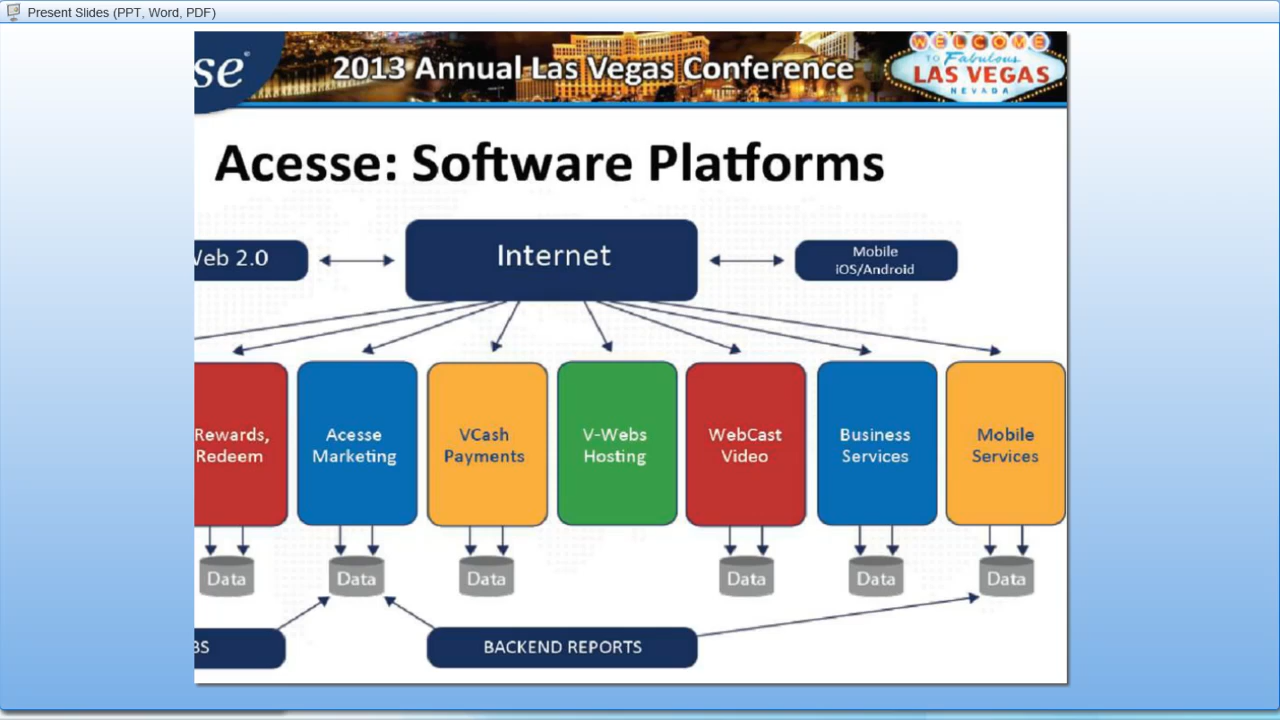 Present Slides (PPT, Word, PDF)
se
2013 Annual Las Vegas Conference
WELCOME
TO Fabulous
LAS VEGAS
NEVADA
Acesse: Software Platforms
Web 2.0
Internet
Mobile
iOS/Android
Rewards,
Redeem
Acesse
Marketing
VCash
Payments
V-Webs
Hosting
WebCast
Video
Business
Services
Mobile
Services
Data
Data
Data
Data
Data
Data
BS
BACKEND REPORTS